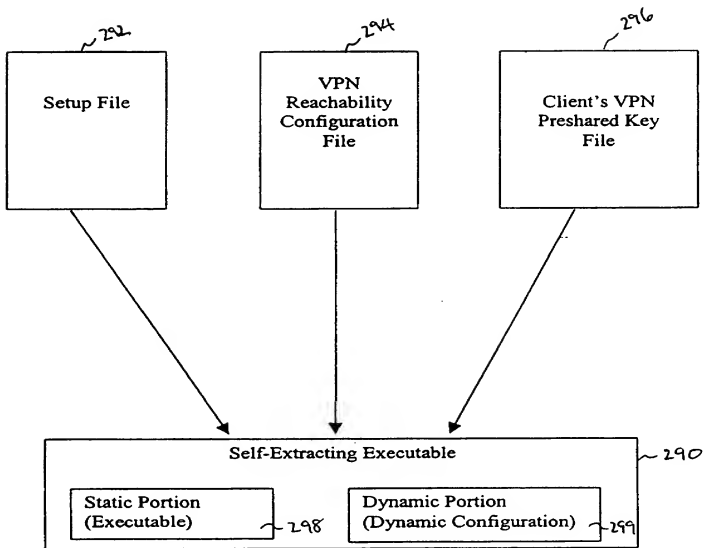 292
294
296
Setup File
VPN
Reachability
Configuration
File
Client's VPN
Preshared Key
File
Self-Extracting Executable
290
Static Portion
(Executable)
298
Dynamic Portion
(Dynamic Configuration)
299